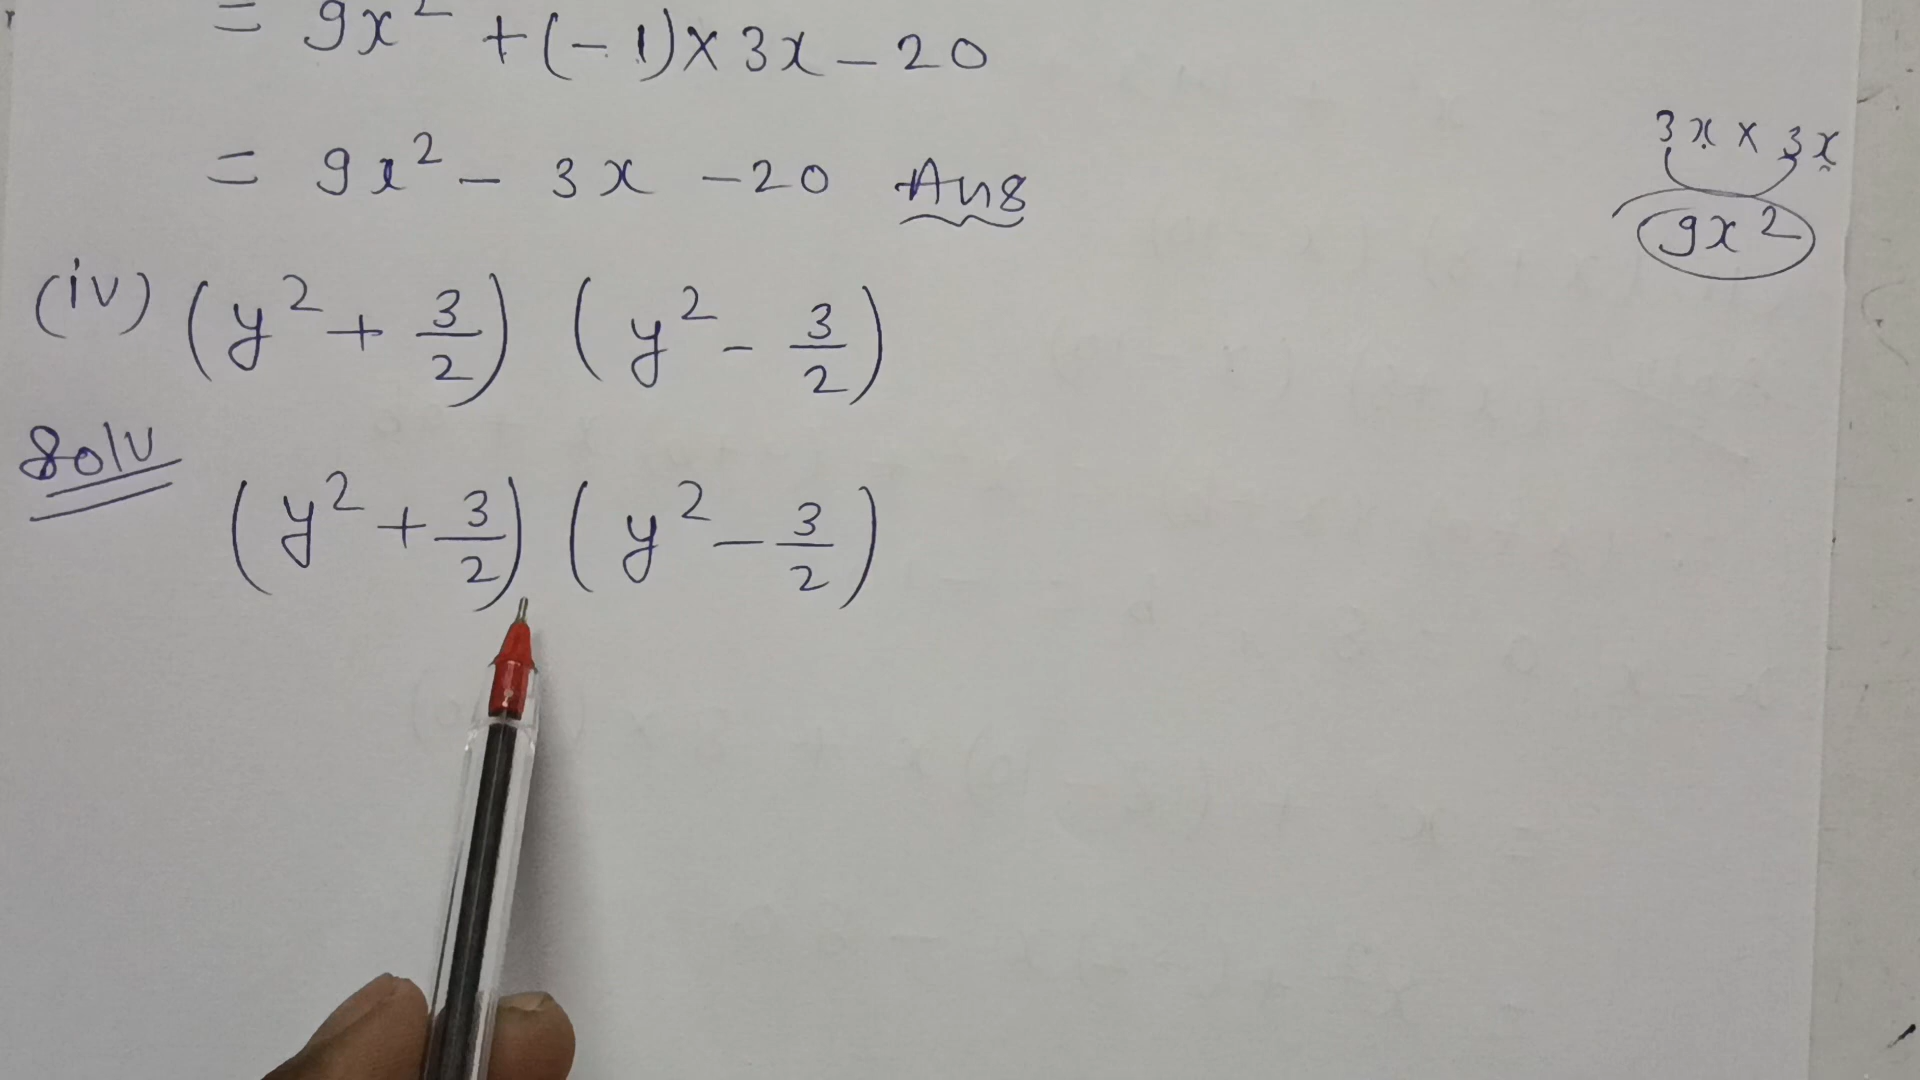 = 9x² + (-1) × 3x - 20
= 9x² - 3x - 20 Ans
3x × 3x
9x²
(iv) (y² + 3/2) (y² - 3/2)
Solu
(y² + 3/2) (y² - 3/2)